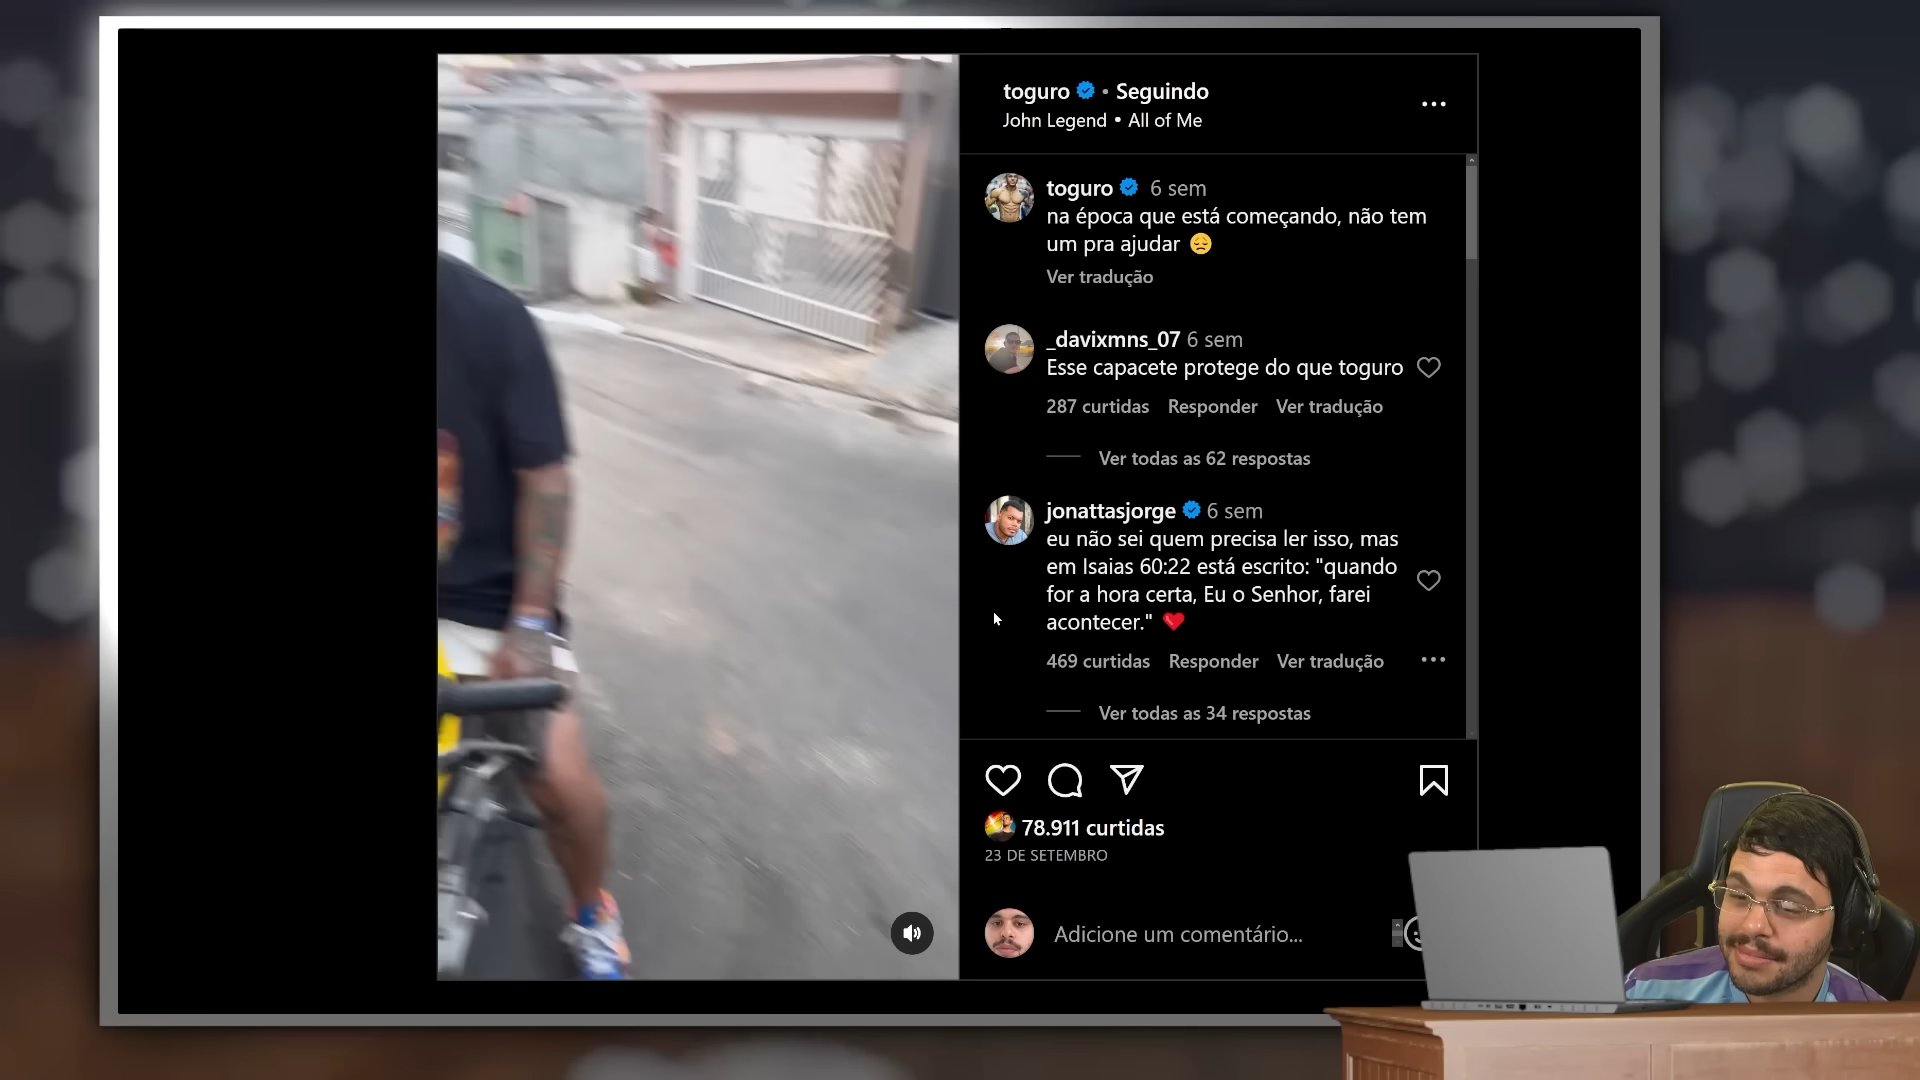 toguro • Seguindo
John Legend • All of Me
toguro 6 sem
na época que está começando, não tem
um pra ajudar 😔
Ver tradução
_davixmns_07 6 sem
Esse capacete protege do que toguro
287 curtidas Responder Ver tradução
Ver todas as 62 respostas
jonattasjorge 6 sem
eu não sei quem precisa ler isso, mas
em Isaias 60:22 está escrito: "quando
for a hora certa, Eu o Senhor, farei
acontecer." ❤️
469 curtidas Responder Ver tradução
Ver todas as 34 respostas
78.911 curtidas
23 DE SETEMBRO
Adicione um comentário...